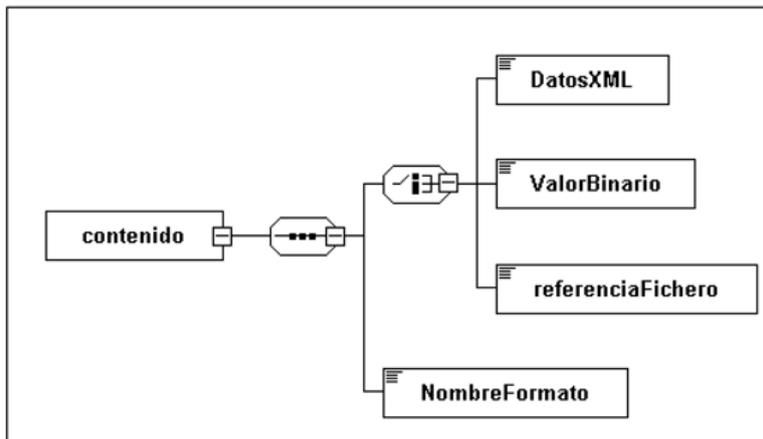 DatosXML
ValorBinario
contenido
referenciaFichero
NombreFormato